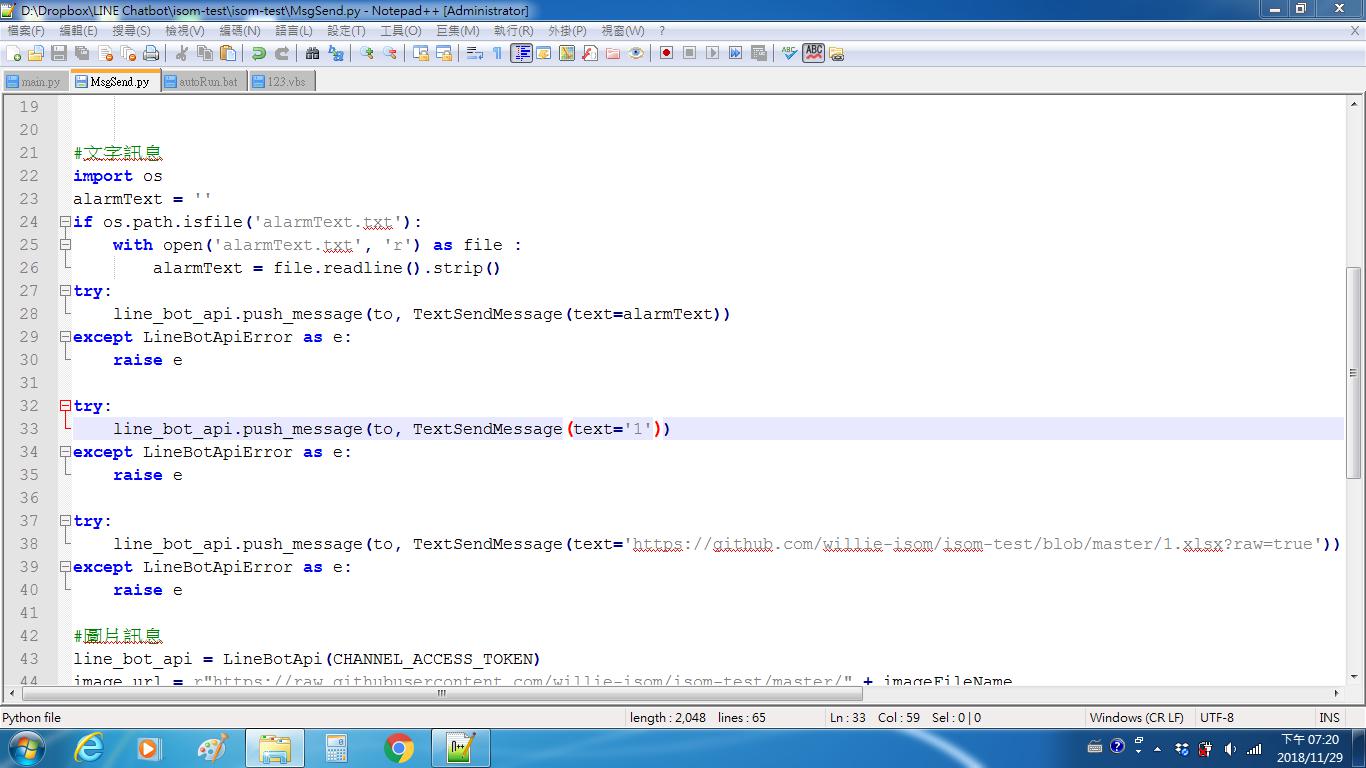 D:\Dropbox\LINE Chatbot\isom-test\isom-test\MsgSend.py - Notepad++ [Administrator]
檔案(F) 編輯(E) 搜尋(S) 檢視(V) 編碼(N) 語言(L) 設定(T) 工具(O) 巨集(M) 執行(R) 外掛(P) 視窗(W) ? X
main.py MsgSend.py autoRun.bat 123.vbs
19
20
21 #文字訊息
22 import os
23 alarmText = ''
24 if os.path.isfile('alarmText.txt'):
25     with open('alarmText.txt', 'r') as file :
26         alarmText = file.readline().strip()
27 try:
28     line_bot_api.push_message(to, TextSendMessage(text=alarmText))
29 except LineBotApiError as e:
30     raise e
31
32 try:
33     line_bot_api.push_message(to, TextSendMessage(text='1'))
34 except LineBotApiError as e:
35     raise e
36
37 try:
38     line_bot_api.push_message(to, TextSendMessage(text='https://github.com/willie-isom/isom-test/blob/master/1.xlsx?raw=true'))
39 except LineBotApiError as e:
40     raise e
41
42 #圖片訊息
43 line_bot_api = LineBotApi(CHANNEL_ACCESS_TOKEN)
44 image_url = r"https://raw.githubusercontent.com/willie-isom/isom-test/master/" + imageFileName
Python file length : 2,048 lines : 65 Ln : 33 Col : 59 Sel : 0 | 0 Windows (CR LF) UTF-8 INS
下午 07:20
2018/11/29